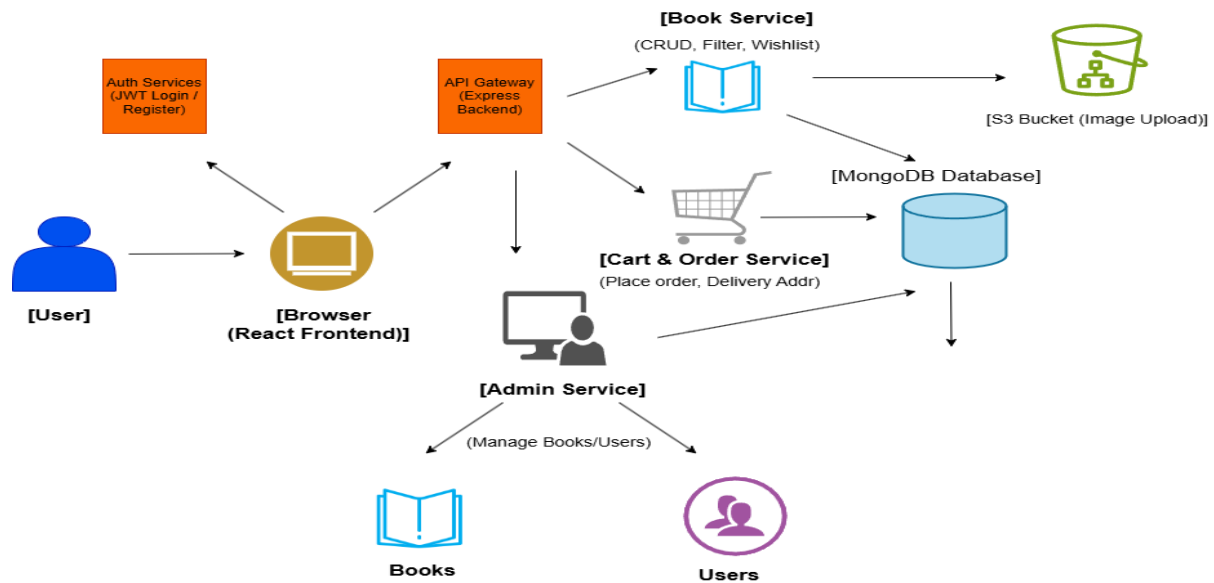 [Book Service]
(CRUD, Filter, Wishlist)
Auth Services
(JWT Login /
Register)
API Gateway
(Express
Backend)
[S3 Bucket (Image Upload)]
[MongoDB Database]
[Cart & Order Service]
(Place order, Delivery Addr)
[User]
[Browser
(React Frontend)]
[Admin Service]
(Manage Books/Users)
Books
Users